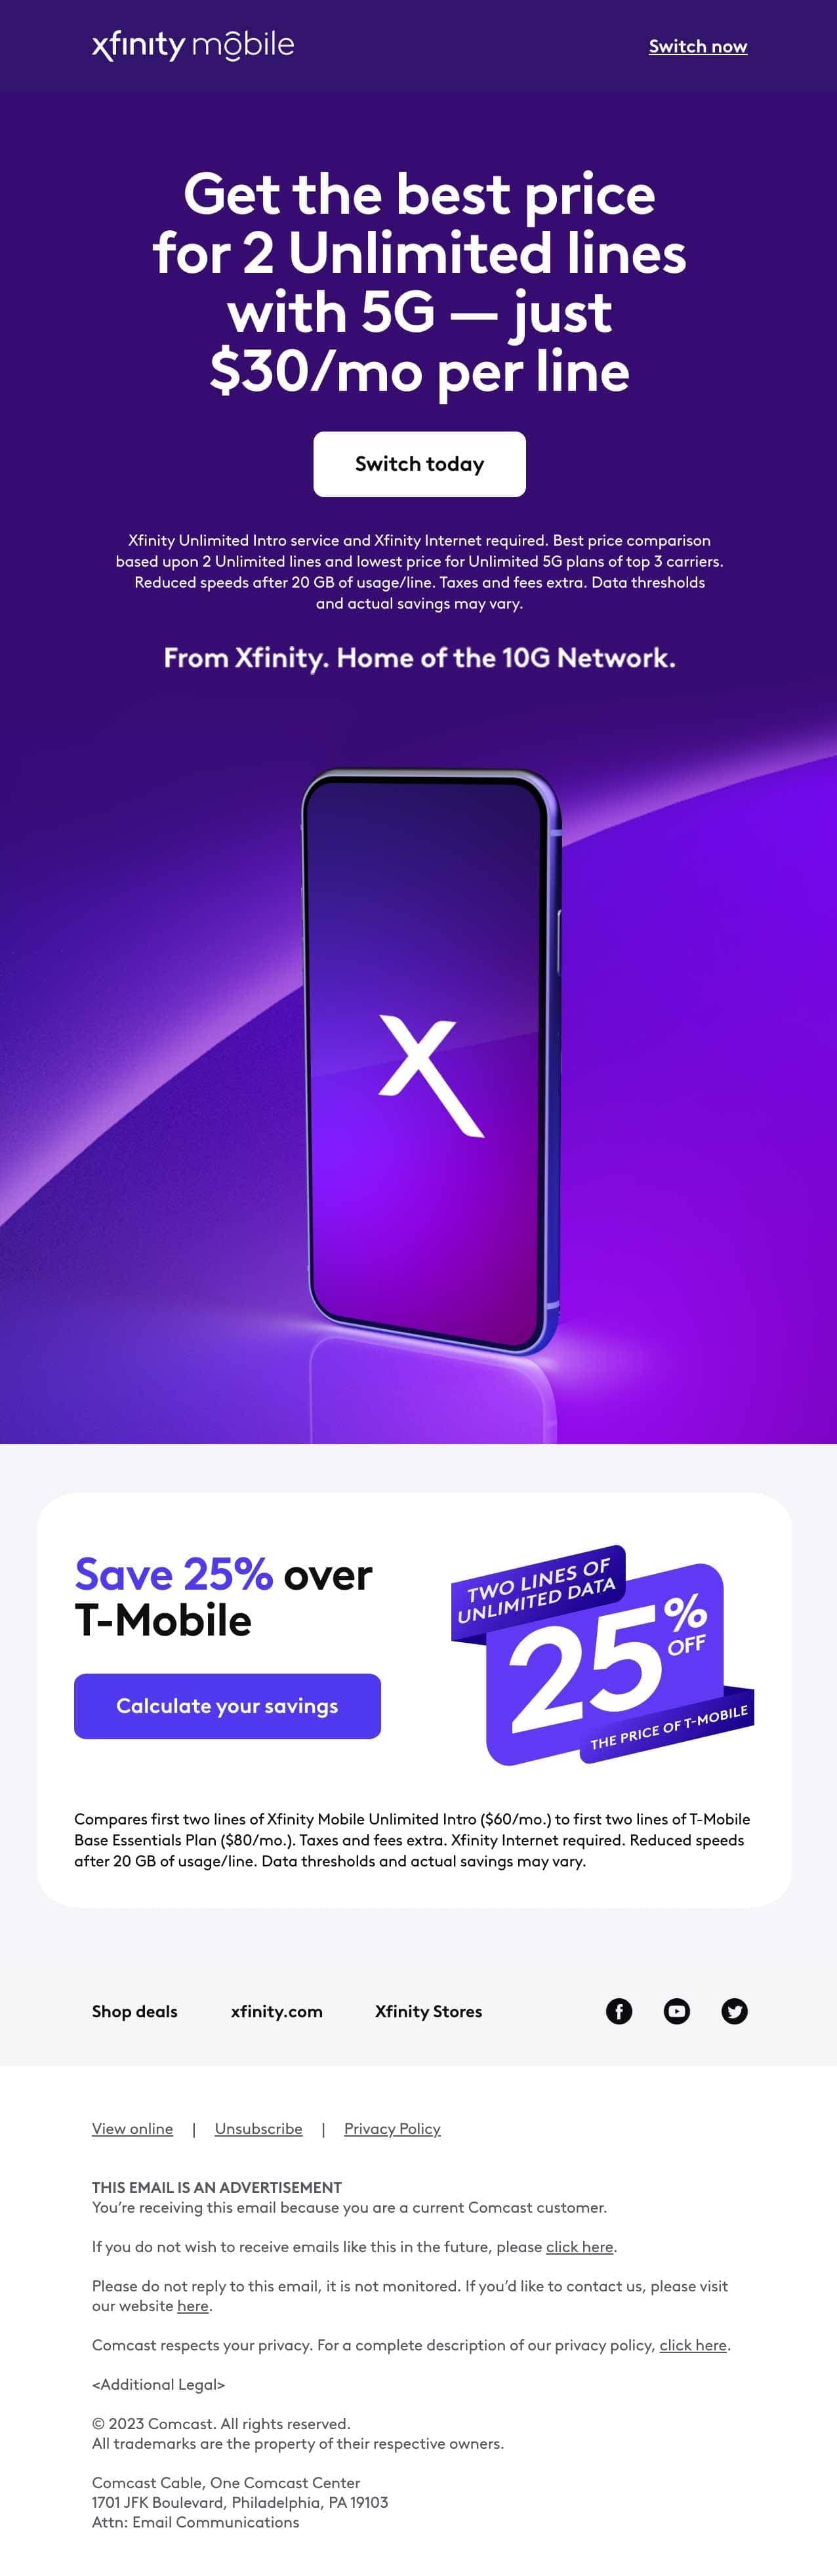 xfinity mobile
Switch now
Get the best price
for 2 Unlimited lines
with 5G — just
$30/mo per line
Switch today
Xfinity Unlimited Intro service and Xfinity Internet required. Best price comparison
based upon 2 Unlimited lines and lowest price for Unlimited 5G plans of top 3 carriers.
Reduced speeds after 20 GB of usage/line. Taxes and fees extra. Data thresholds
and actual savings may vary.
From Xfinity. Home of the 10G Network.
X
Save 25% over
T-Mobile
Calculate your savings
TWO LINES OF
UNLIMITED DATA
25%
OFF
THE PRICE OF T-MOBILE
Compares first two lines of Xfinity Mobile Unlimited Intro ($60/mo.) to first two lines of T-Mobile
Base Essentials Plan ($80/mo.). Taxes and fees extra. Xfinity Internet required. Reduced speeds
after 20 GB of usage/line. Data thresholds and actual savings may vary.
Shop deals xfinity.com Xfinity Stores
View online | Unsubscribe | Privacy Policy
THIS EMAIL IS AN ADVERTISEMENT
You’re receiving this email because you are a current Comcast customer.
If you do not wish to receive emails like this in the future, please click here.
Please do not reply to this email, it is not monitored. If you’d like to contact us, please visit
our website here.
Comcast respects your privacy. For a complete description of our privacy policy, click here.
<Additional Legal>
© 2023 Comcast. All rights reserved.
All trademarks are the property of their respective owners.
Comcast Cable, One Comcast Center
1701 JFK Boulevard, Philadelphia, PA 19103
Attn: Email Communications